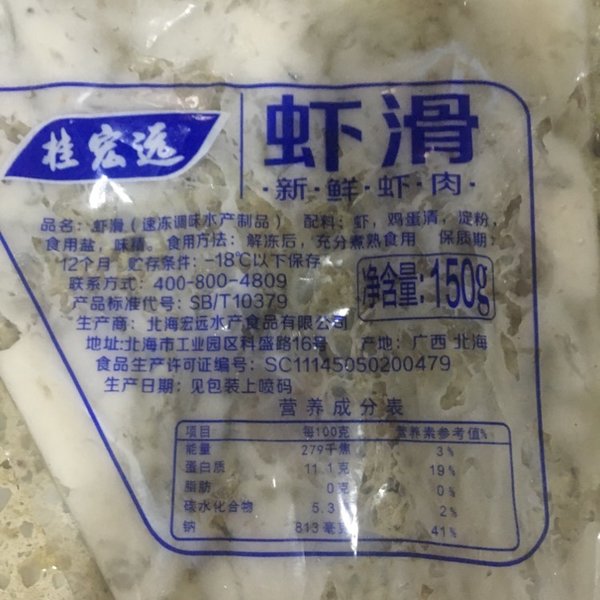 桂宏远
虾滑
·新·鲜·虾·肉·
品名：虾滑（速冻调味水产制品） 配料：虾，鸡蛋清，淀粉，
食用盐，味精。食用方法：解冻后，充分煮熟食用 保质期：
12个月 贮存条件：-18℃以下保存
联系方式：400-800-4809
产品标准代号：SB/T10379
净含量：150g
生产商：北海宏远水产食品有限公司
地址：北海市工业园区科盛路16号 产地：广西 北海
食品生产许可证编号：SC11145050200479
生产日期：见包装上喷码
营养成分表
项目 每100克 营养素参考值%
能量 279千焦 3%
蛋白质 11.1克 19%
脂肪 0克 0%
碳水化合物 5.3 2%
钠 813毫克 41%